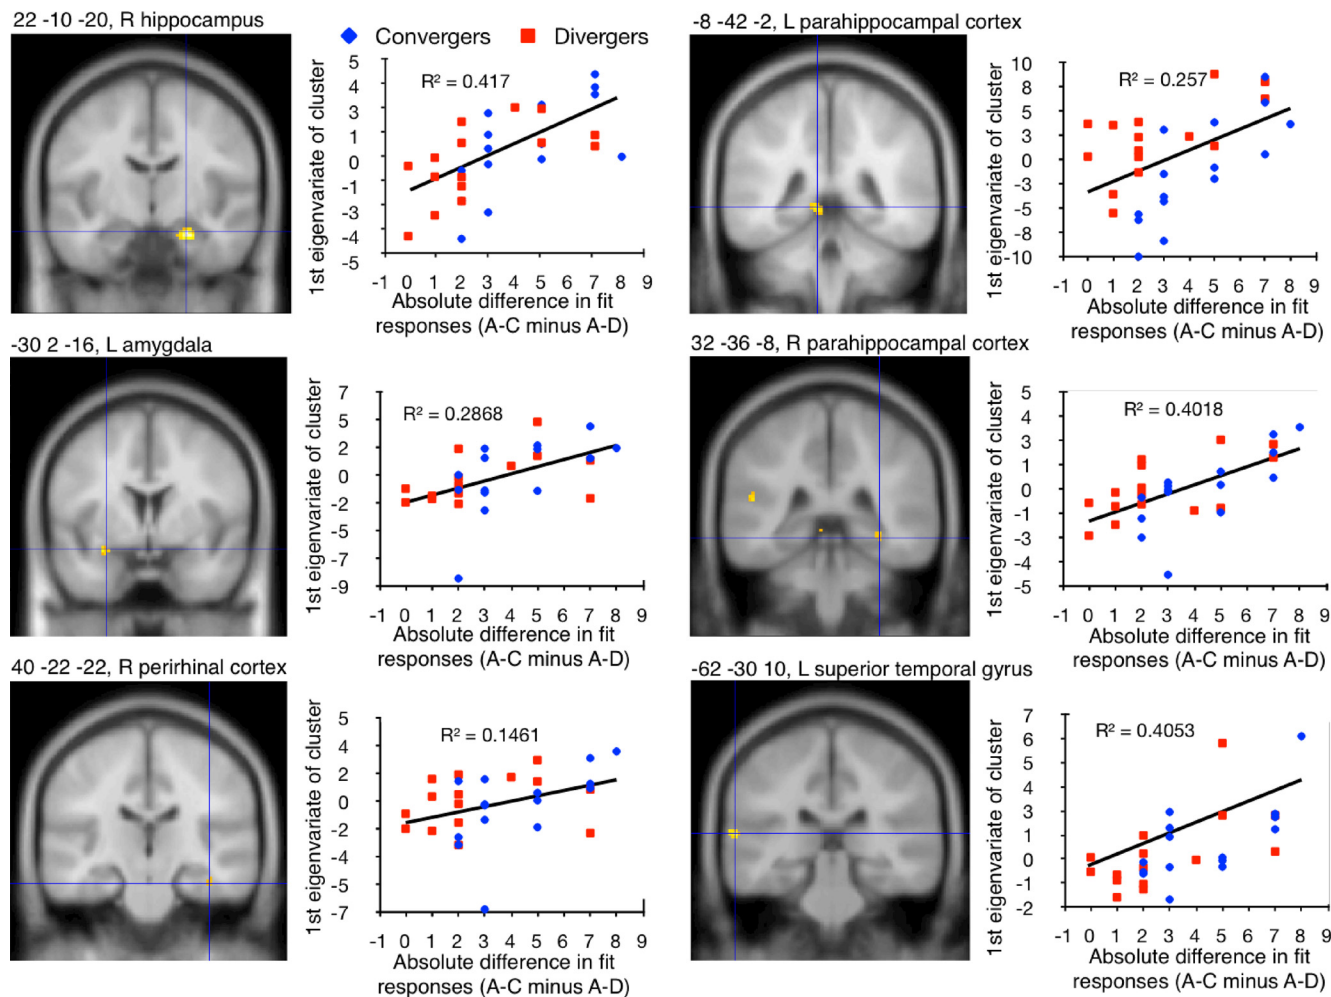 22 -10 -20, R hippocampus
Convergers
Divergers
R² = 0.417
1st eigenvariate of cluster
5
4
3
1
0
-1
-3
-4
-5
-1 0 1 2 3 4 5 6 7 8 9
Absolute difference in fit
responses (A-C minus A-D)
-8 -42 -2, L parahippocampal cortex
R² = 0.257
1st eigenvariate of cluster
10
8
5
3
0
-3
-5
-8
-10
-1 0 1 2 3 4 5 6 7 8 9
Absolute difference in fit
responses (A-C minus A-D)
-30 2 -16, L amygdala
R² = 0.2868
1st eigenvariate of cluster
7
5
2
0
-2
-5
-7
-9
-1 0 1 2 3 4 5 6 7 8 9
Absolute difference in fit
responses (A-C minus A-D)
32 -36 -8, R parahippocampal cortex
R² = 0.4018
1st eigenvariate of cluster
5
4
3
1
0
-1
-3
-4
-5
-1 0 1 2 3 4 5 6 7 8 9
Absolute difference in fit
responses (A-C minus A-D)
40 -22 -22, R perirhinal cortex
R² = 0.1461
1st eigenvariate of cluster
5
4
2
0
-2
-4
-5
-7
-1 0 1 2 3 4 5 6 7 8 9
Absolute difference in fit
responses (A-C minus A-D)
-62 -30 10, L superior temporal gyrus
R² = 0.4053
1st eigenvariate of cluster
7
6
4
3
2
0
-1
-2
-1 0 1 2 3 4 5 6 7 8 9
Absolute difference in fit
responses (A-C minus A-D)